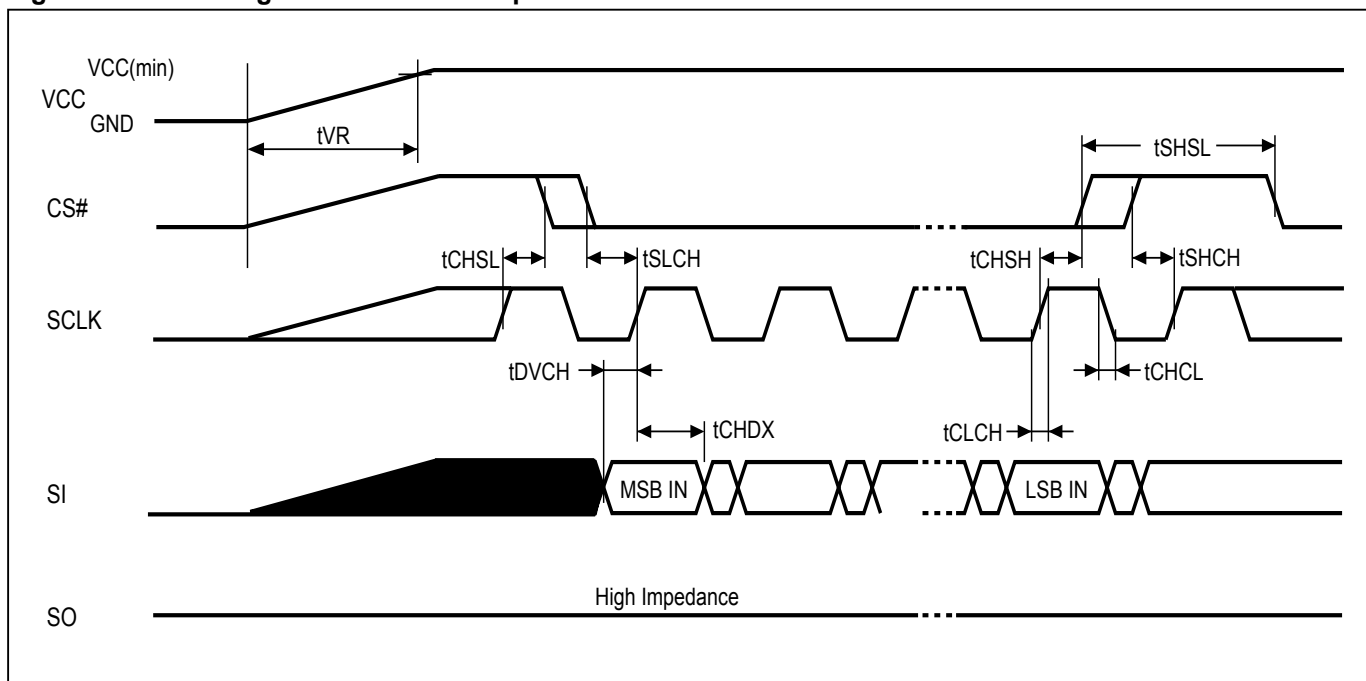 VCC(min)
VCC
GND
tVR
tSHSL
CS#
tCHSL
tSLCH
tCHSH
tSHCH
SCLK
tDVCH
tCHCL
tCHDX
tCLCH
SI
MSB IN
LSB IN
High Impedance
SO